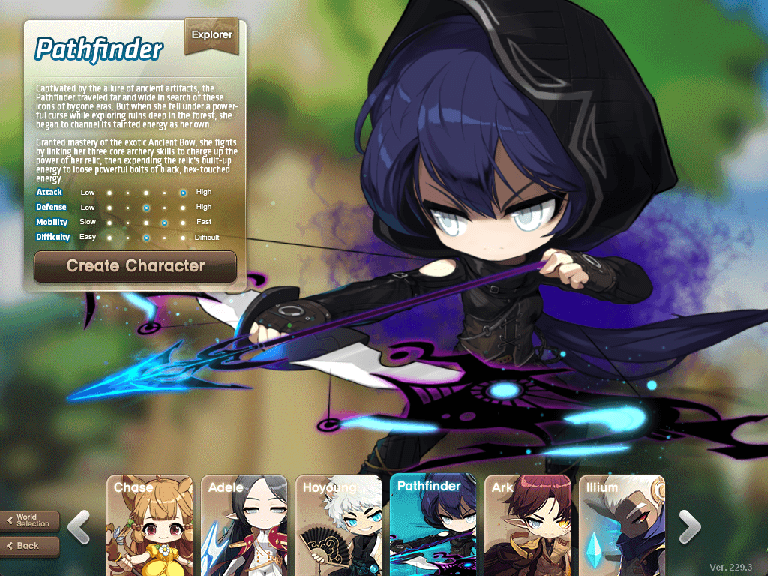 Explorer
Pathfinder
Captivated by the allure of ancient artifacts, the
Pathfinder traveled far and wide in search of these
icons of bygone eras. But when she fell under a power-
ful curse while exploring ruins deep in the forest, she
began to channel its tainted energy as her own.
Granted mastery of the exotic Ancient Bow, she fights
by linking her three core archery skills to charge up the
power of her relic, then expending the relic's built-up
energy to loose powerful bolts of black, hex-touched
energy.
Attack Low High
Defense Low High
Mobility Slow Fast
Difficulty Easy Difficult
Create Character
Chase Adele Hoyoung Pathfinder Ark Illium
World
Selection
Back
Ver. 229.3